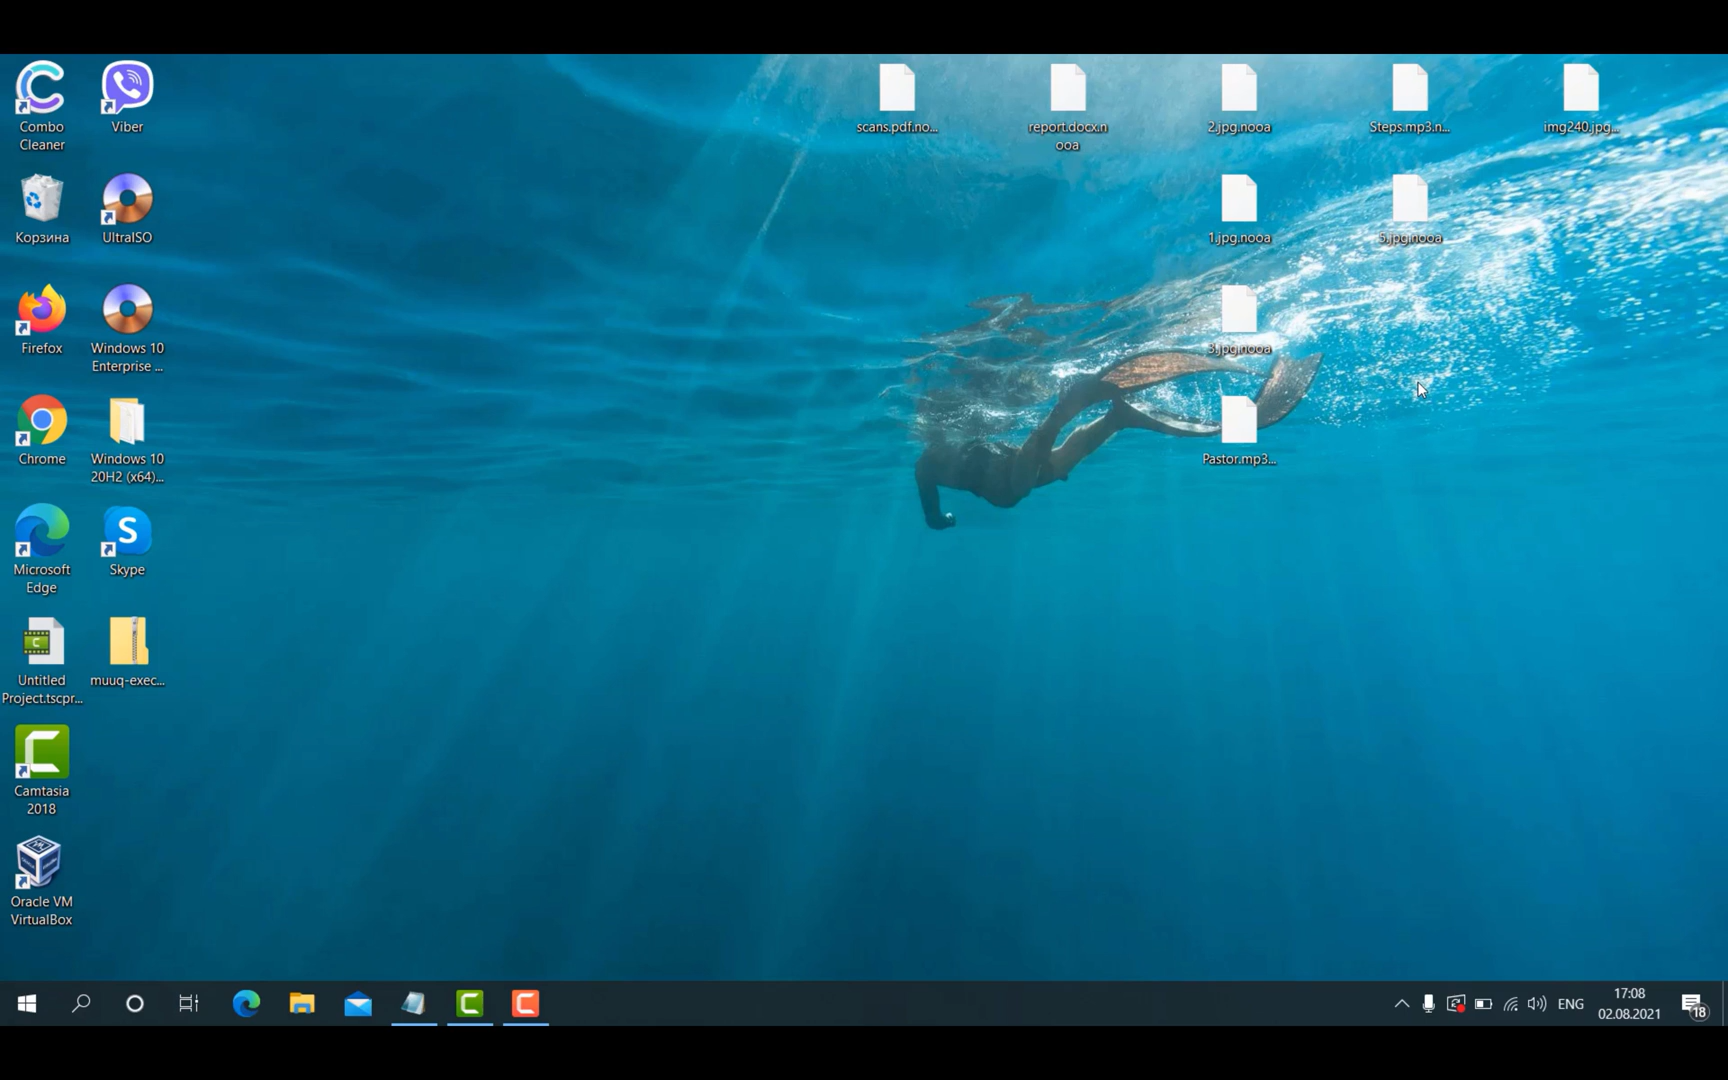 Combo
Cleaner
Viber
scans.pdf.no...
report.docx.n
ooa
2.jpg.nooa
Steps.mp3.n...
img240.jpg...
Корзина
UltraISO
1.jpg.nooa
5.jpg.nooa
Firefox
Windows 10
Enterprise ...
3.jpg.nooa
Chrome
Windows 10
20H2 (x64)...
Pastor.mp3...
Microsoft
Edge
Skype
Untitled
Project.tscpr...
muuq-exec...
Camtasia
2018
Oracle VM
VirtualBox
ENG
17:08
02.08.2021
18